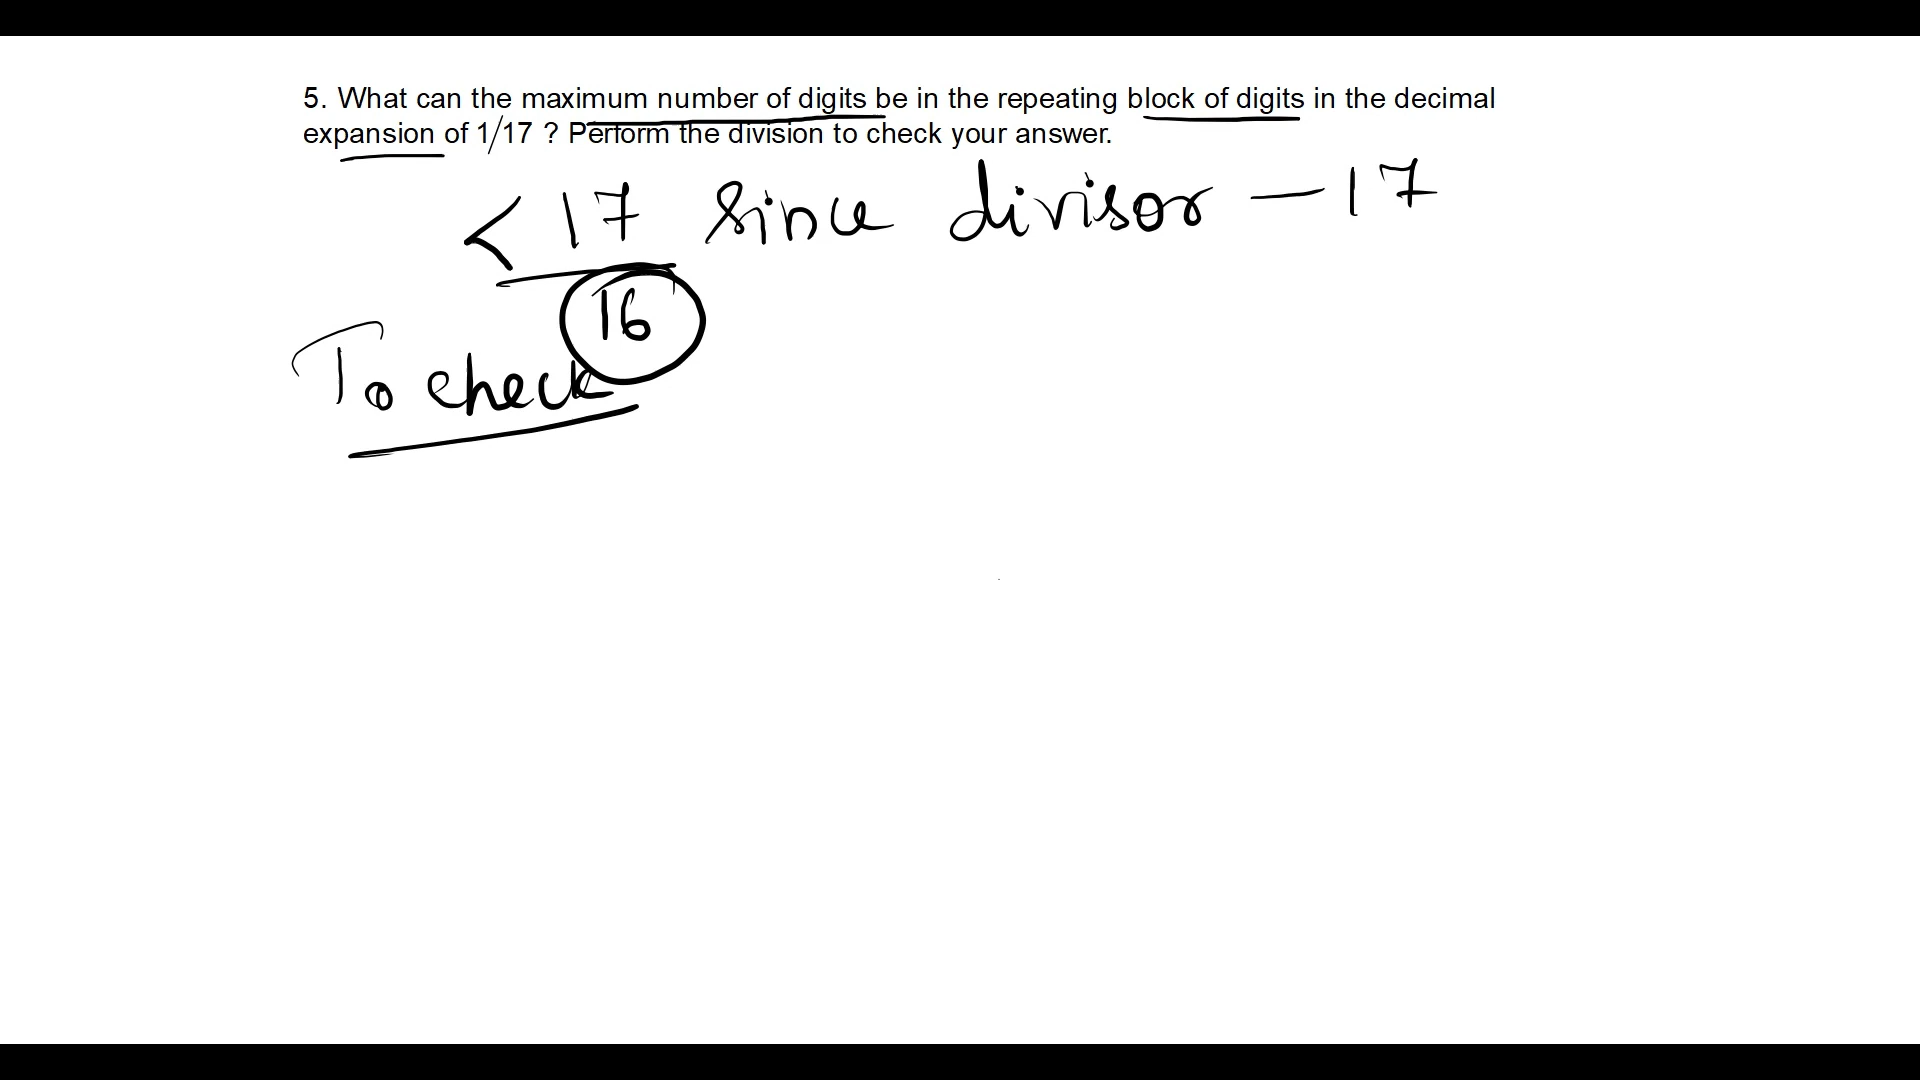 5. What can the maximum number of digits be in the repeating block of digits in the decimal
expansion of 1/17 ? Perform the division to check your answer.
< 17 since divisor - 17
16
To check